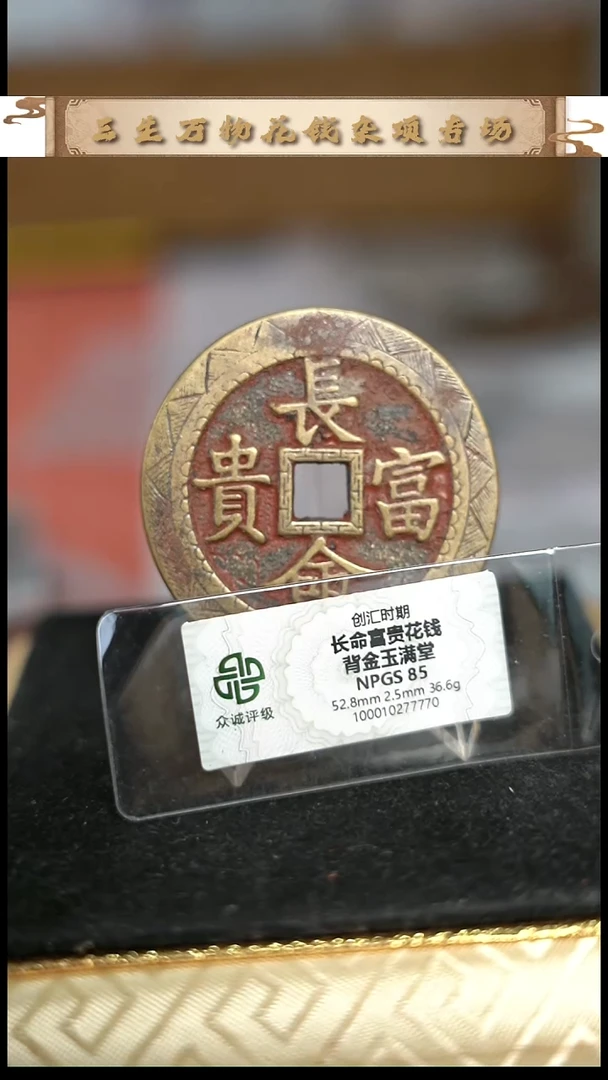 三生万物花钱杂项专场
長
貴 富
命
创汇时期
长命富贵花钱
背金玉满堂
NPGS 85
52.8mm 2.5mm 36.6g
100010277770
众诚评级